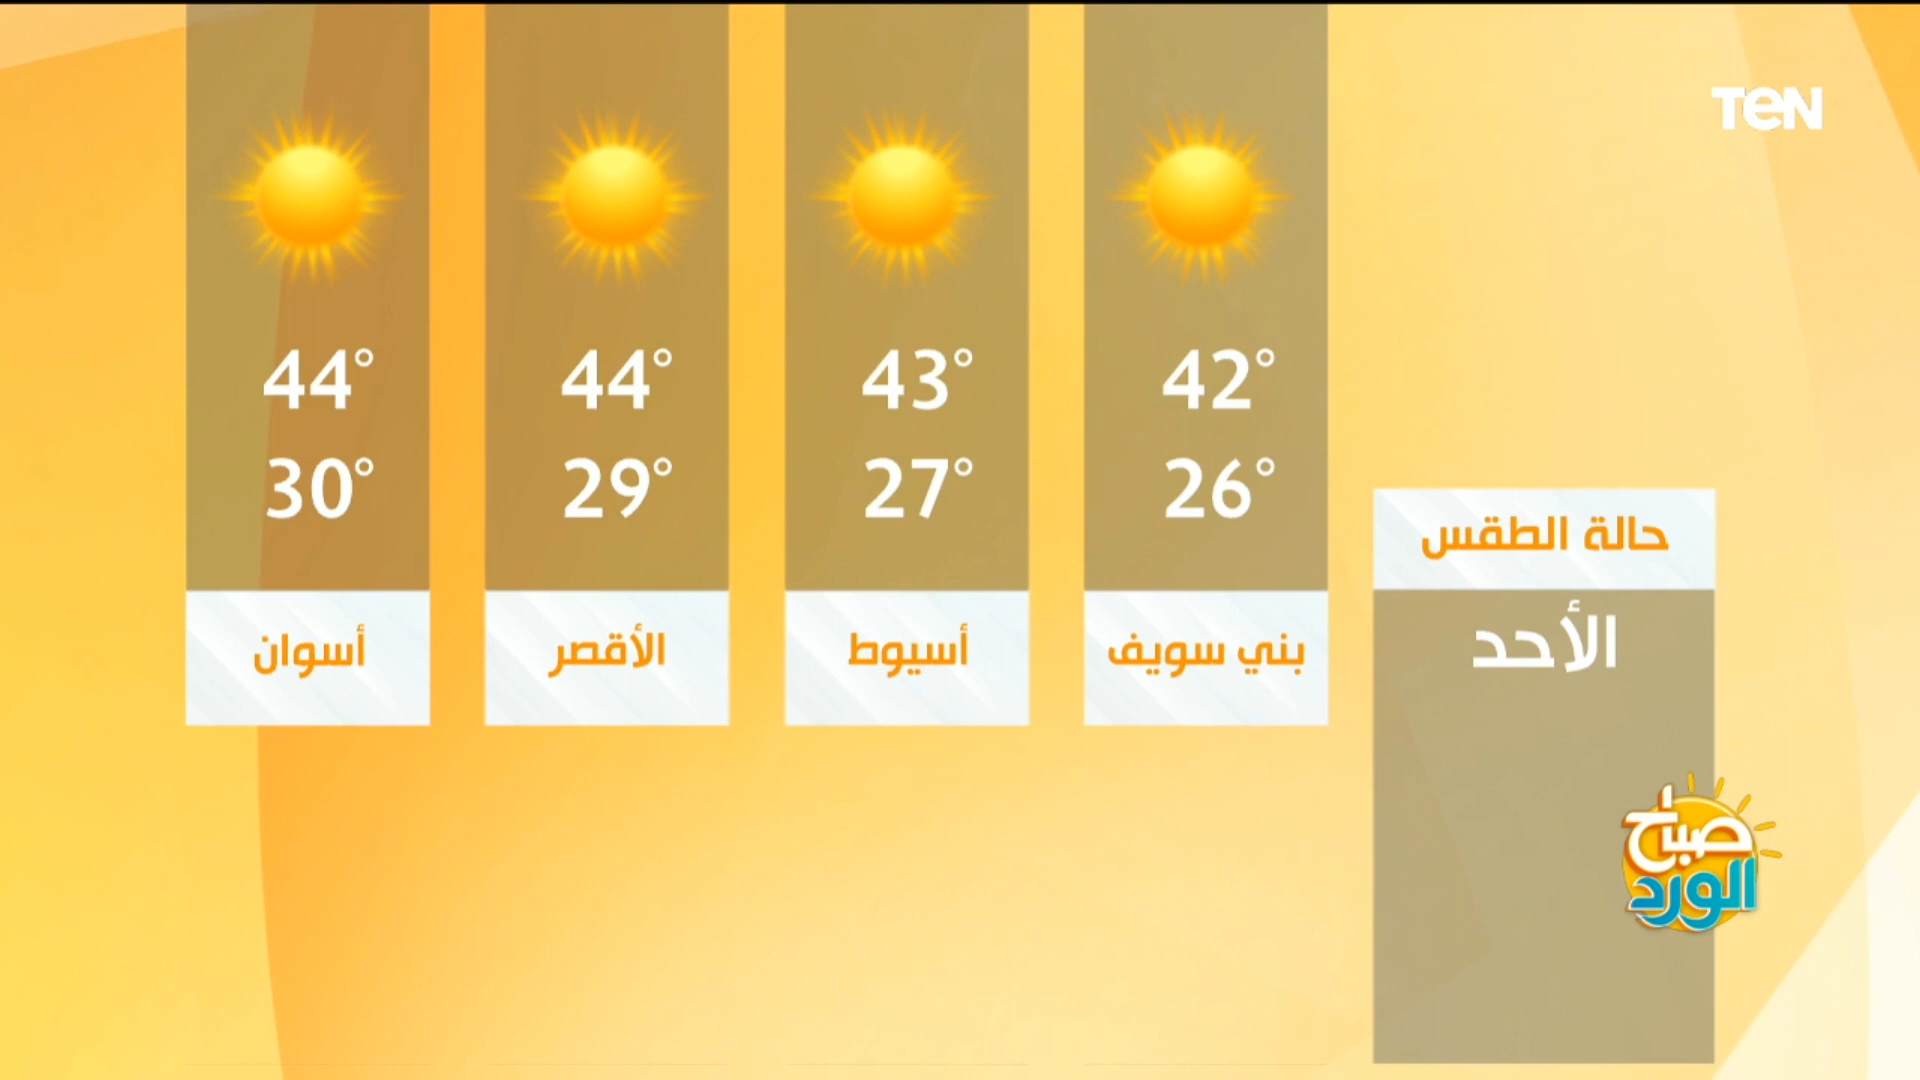 TEN
حالة الطقس
الأحد
42° 43° 44° 44°
26° 27° 29° 30°
بني سويف أسيوط الأقصر أسوان
صباح
الورد